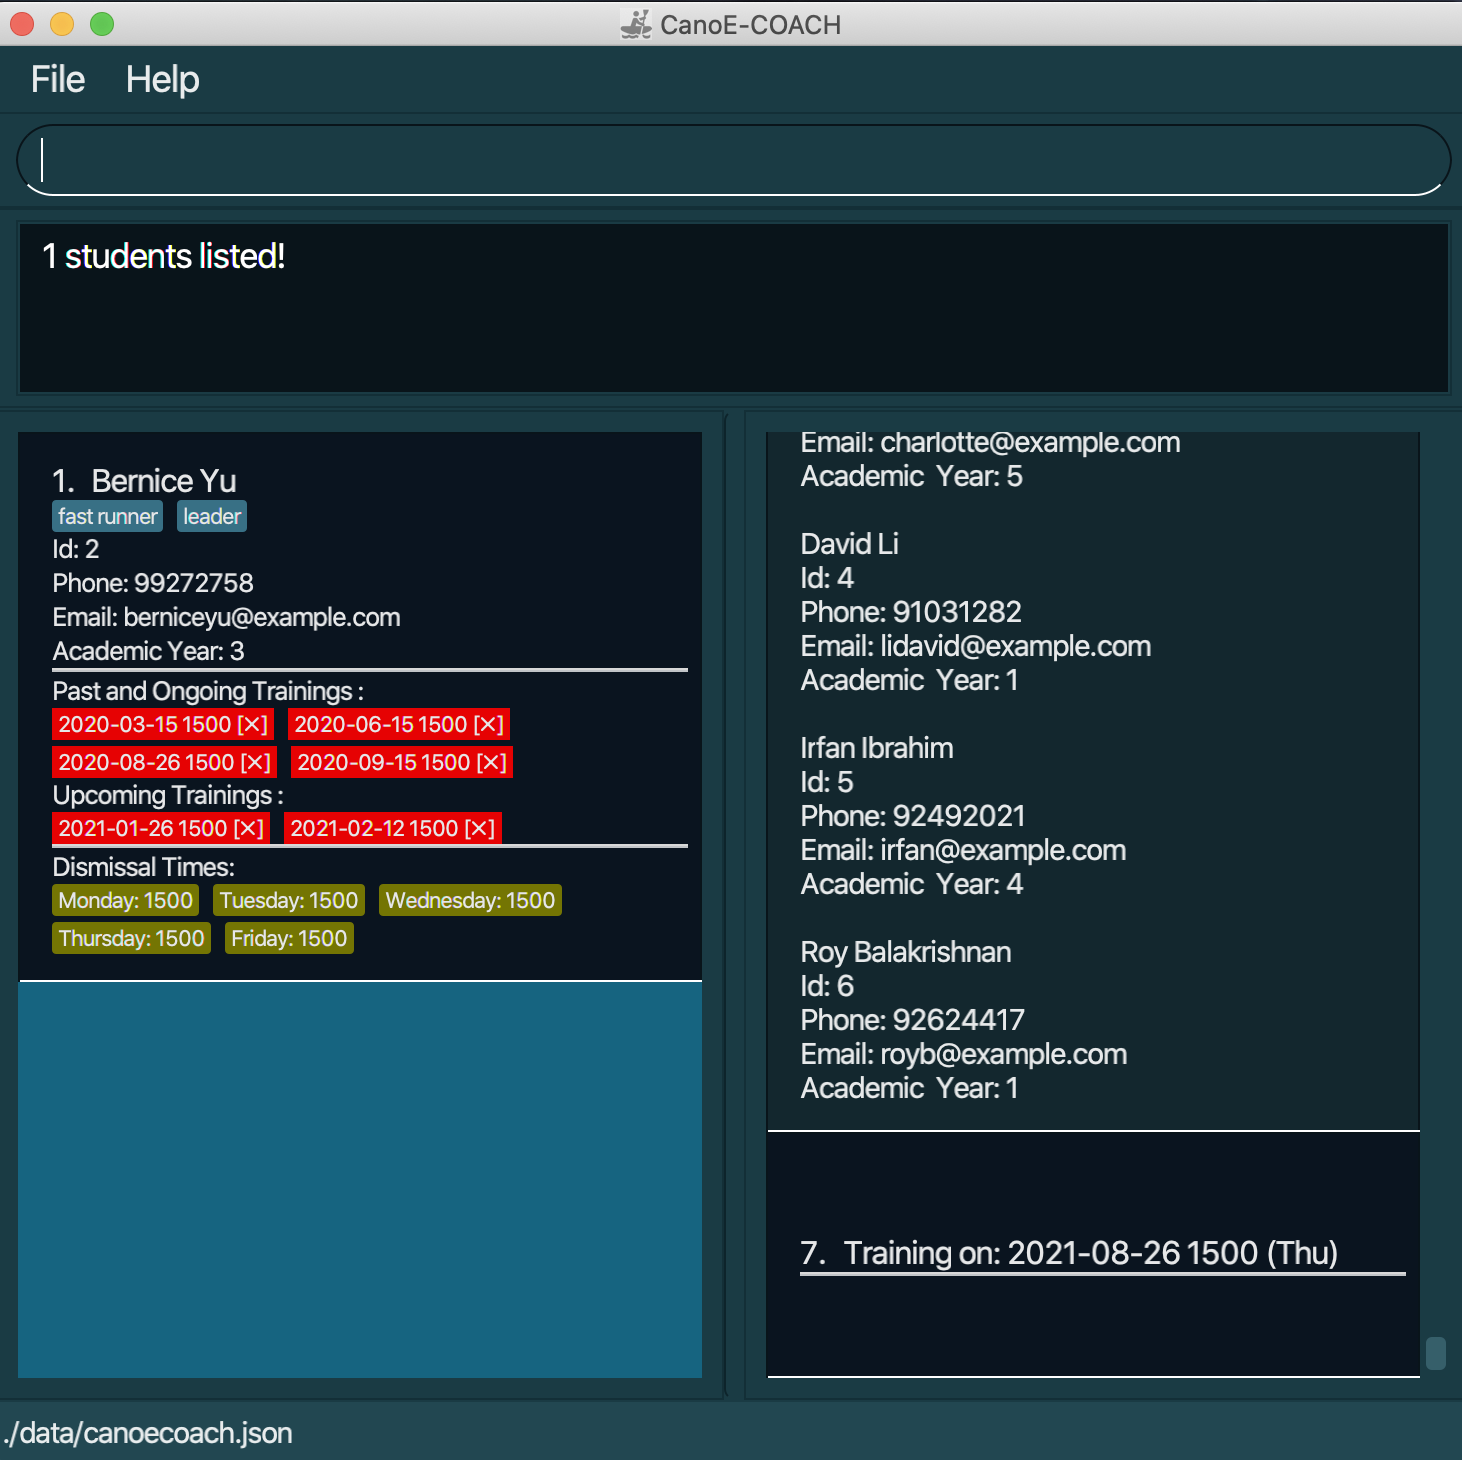 CanoE-COACH
File Help
1 students listed!
1. Bernice Yu
fast runner leader
Id: 2
Phone: 99272758
Email: berniceyu@example.com
Academic Year: 3
Past and Ongoing Trainings :
2020-03-15 1500 [✕] 2020-06-15 1500 [✕]
2020-08-26 1500 [✕] 2020-09-15 1500 [✕]
Upcoming Trainings :
2021-01-26 1500 [✕] 2021-02-12 1500 [✕]
Dismissal Times:
Monday: 1500 Tuesday: 1500 Wednesday: 1500
Thursday: 1500 Friday: 1500
Email: charlotte@example.com
Academic Year: 5
David Li
Id: 4
Phone: 91031282
Email: lidavid@example.com
Academic Year: 1
Irfan Ibrahim
Id: 5
Phone: 92492021
Email: irfan@example.com
Academic Year: 4
Roy Balakrishnan
Id: 6
Phone: 92624417
Email: royb@example.com
Academic Year: 1
7. Training on: 2021-08-26 1500 (Thu)
./data/canoecoach.json